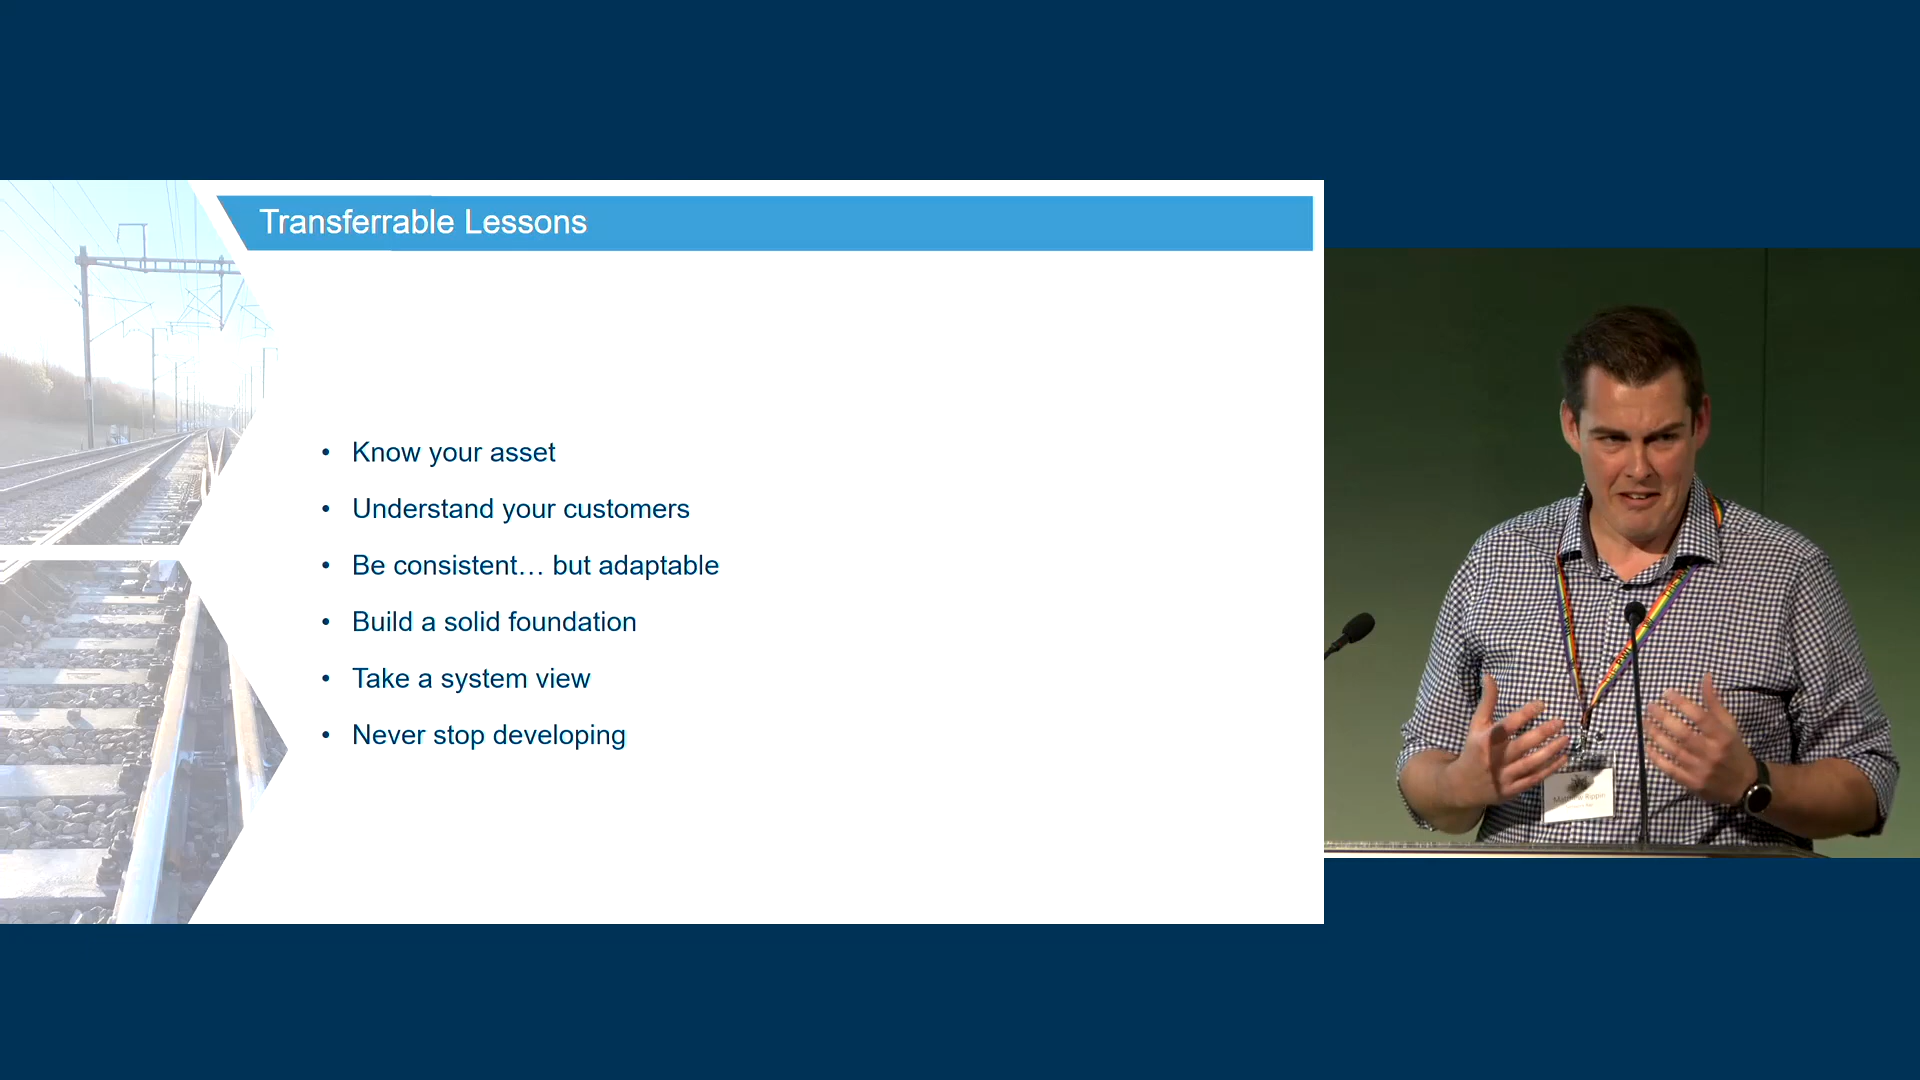 Transferrable Lessons
• Know your asset
• Understand your customers
• Be consistent… but adaptable
• Build a solid foundation
• Take a system view
• Never stop developing